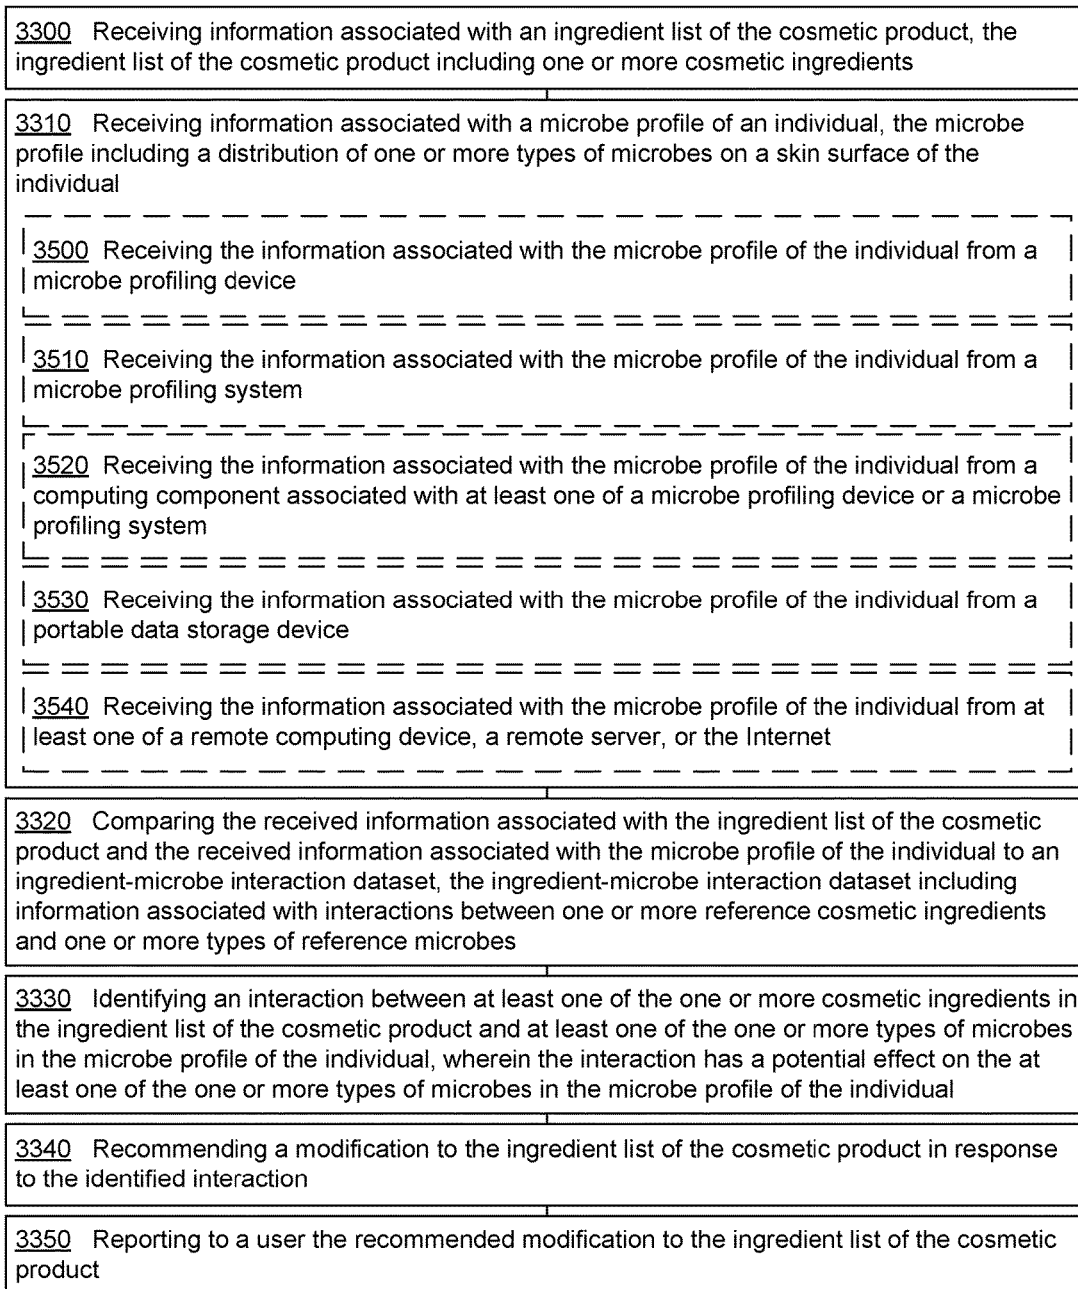 3300 Receiving information associated with an ingredient list of the cosmetic product, the
ingredient list of the cosmetic product including one or more cosmetic ingredients
3310 Receiving information associated with a microbe profile of an individual, the microbe
profile including a distribution of one or more types of microbes on a skin surface of the
individual
3500 Receiving the information associated with the microbe profile of the individual from a
microbe profiling device
3510 Receiving the information associated with the microbe profile of the individual from a
microbe profiling system
3520 Receiving the information associated with the microbe profile of the individual from a
computing component associated with at least one of a microbe profiling device or a microbe
profiling system
3530 Receiving the information associated with the microbe profile of the individual from a
portable data storage device
3540 Receiving the information associated with the microbe profile of the individual from at
least one of a remote computing device, a remote server, or the Internet
3320 Comparing the received information associated with the ingredient list of the cosmetic
product and the received information associated with the microbe profile of the individual to an
ingredient-microbe interaction dataset, the ingredient-microbe interaction dataset including
information associated with interactions between one or more reference cosmetic ingredients
and one or more types of reference microbes
3330 Identifying an interaction between at least one of the one or more cosmetic ingredients in
the ingredient list of the cosmetic product and at least one of the one or more types of microbes
in the microbe profile of the individual, wherein the interaction has a potential effect on the at
least one of the one or more types of microbes in the microbe profile of the individual
3340 Recommending a modification to the ingredient list of the cosmetic product in response
to the identified interaction
3350 Reporting to a user the recommended modification to the ingredient list of the cosmetic
product